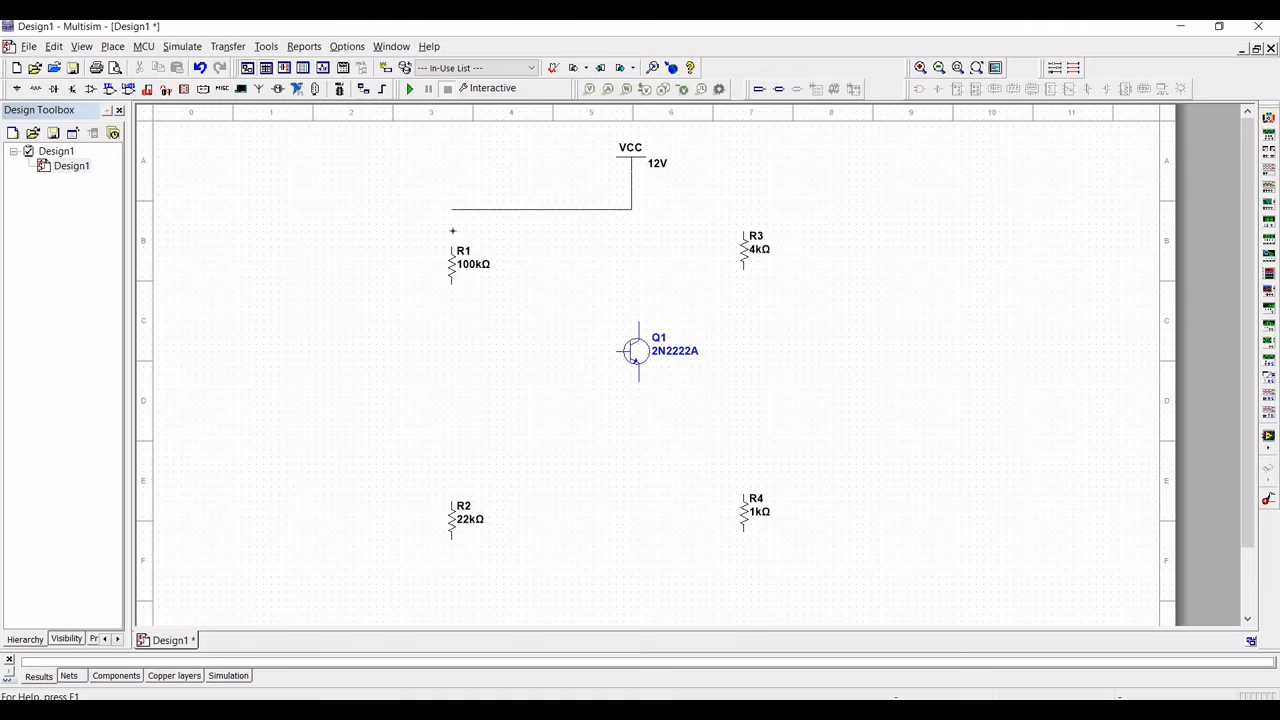 Design1 - Multisim - [Design1 *]
File Edit View Place MCU Simulate Transfer Tools Reports Options Window Help
--- In-Use List ---
Interactive
Design Toolbox
Design1
Design1
0 1 2 3 4 5 6 7 8 9 10 11
A
B
C
D
E
F
A
B
C
D
E
F
VCC
12V
R1
100kΩ
R3
4kΩ
Q1
2N2222A
R2
22kΩ
R4
1kΩ
Hierarchy Visibility Pr
Design1 *
Results Nets Components Copper layers Simulation
For Help, press F1